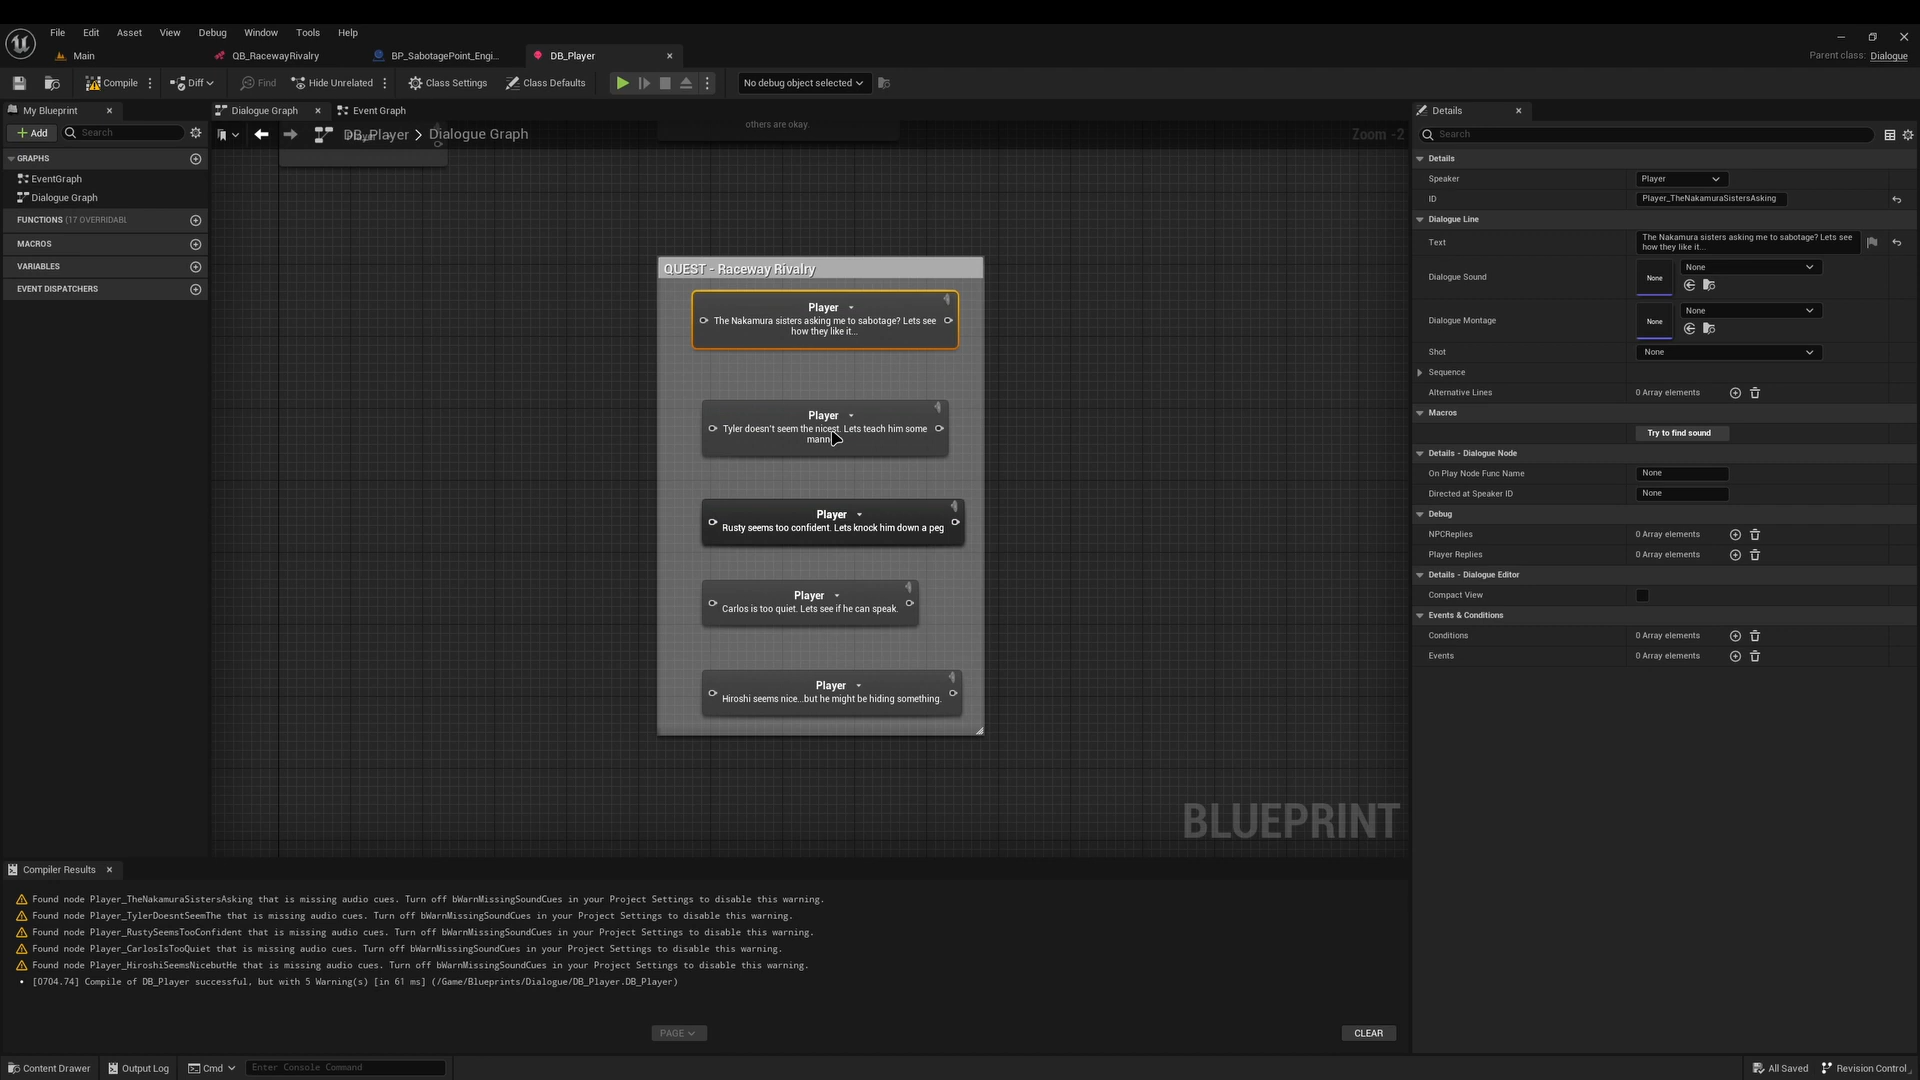 File Edit Asset View Window Tools Help
Main QB_RacewayRivalry BP_SabotagePoint_Engi... DB_Player
Parent class: Dialogue
Compile Diff Find Hide Unrelated Class Settings Class Defaults No debug object selected
My Blueprint
Add Search
GRAPHS
EventGraph
Dialogue Graph
FUNCTIONS (17 OVERRIDABL
MACROS
VARIABLES
EVENT DISPATCHERS
Dialogue Graph Event Graph
DB_Player > Dialogue Graph
others are okay.
Zoom -2
QUEST - Raceway Rivalry
Player
The Nakamura sisters asking me to sabotage? Lets see
how they like it...
Player
Tyler doesn't seem the nicest. Lets teach him some
Player
Rusty seems too confident. Lets knock him down a peg
Player
Carlos is too quiet. Lets see if he can speak.
Player
Hiroshi seems nice...but he might be hiding something.
BLUEPRINT
Details
Search
Details
Speaker Player
ID Player_TheNakamuraSistersAsking
Dialogue Line
Text The Nakamura sisters asking me to sabotage? Lets see
how they like it...
Dialogue Sound None None
Dialogue Montage None None
Shot None
Sequence
Alternative Lines 0 Array elements
Macros
Try to find sound
Details - Dialogue Node
On Play Node Func Name None
Directed at Speaker ID None
Debug
NPCReplies 0 Array elements
Player Replies 0 Array elements
Details - Dialogue Editor
Compact View
Events & Conditions
Conditions 0 Array elements
Events 0 Array elements
Compiler Results
Found node Player_TheNakamuraSistersAsking that is missing audio cues. Turn off bWarnMissingSoundCues in your Project Settings to disable this warning.
Found node Player_TylerDoesntSeemThe that is missing audio cues. Turn off bWarnMissingSoundCues in your Project Settings to disable this warning.
Found node Player_RustySeemsTooConfident that is missing audio cues. Turn off bWarnMissingSoundCues in your Project Settings to disable this warning.
Found node Player_CarlosIsTooQuiet that is missing audio cues. Turn off bWarnMissingSoundCues in your Project Settings to disable this warning.
Found node Player_HiroshiSeemsNicebutHe that is missing audio cues. Turn off bWarnMissingSoundCues in your Project Settings to disable this warning.
• [0704.74] Compile of DB_Player successful, but with 5 Warning(s) [in 61 ms] (/Game/Blueprints/Dialogue/DB_Player.DB_Player)
PAGE
CLEAR
Content Drawer Output Log Cmd Enter Console Command
All Saved Revision Control